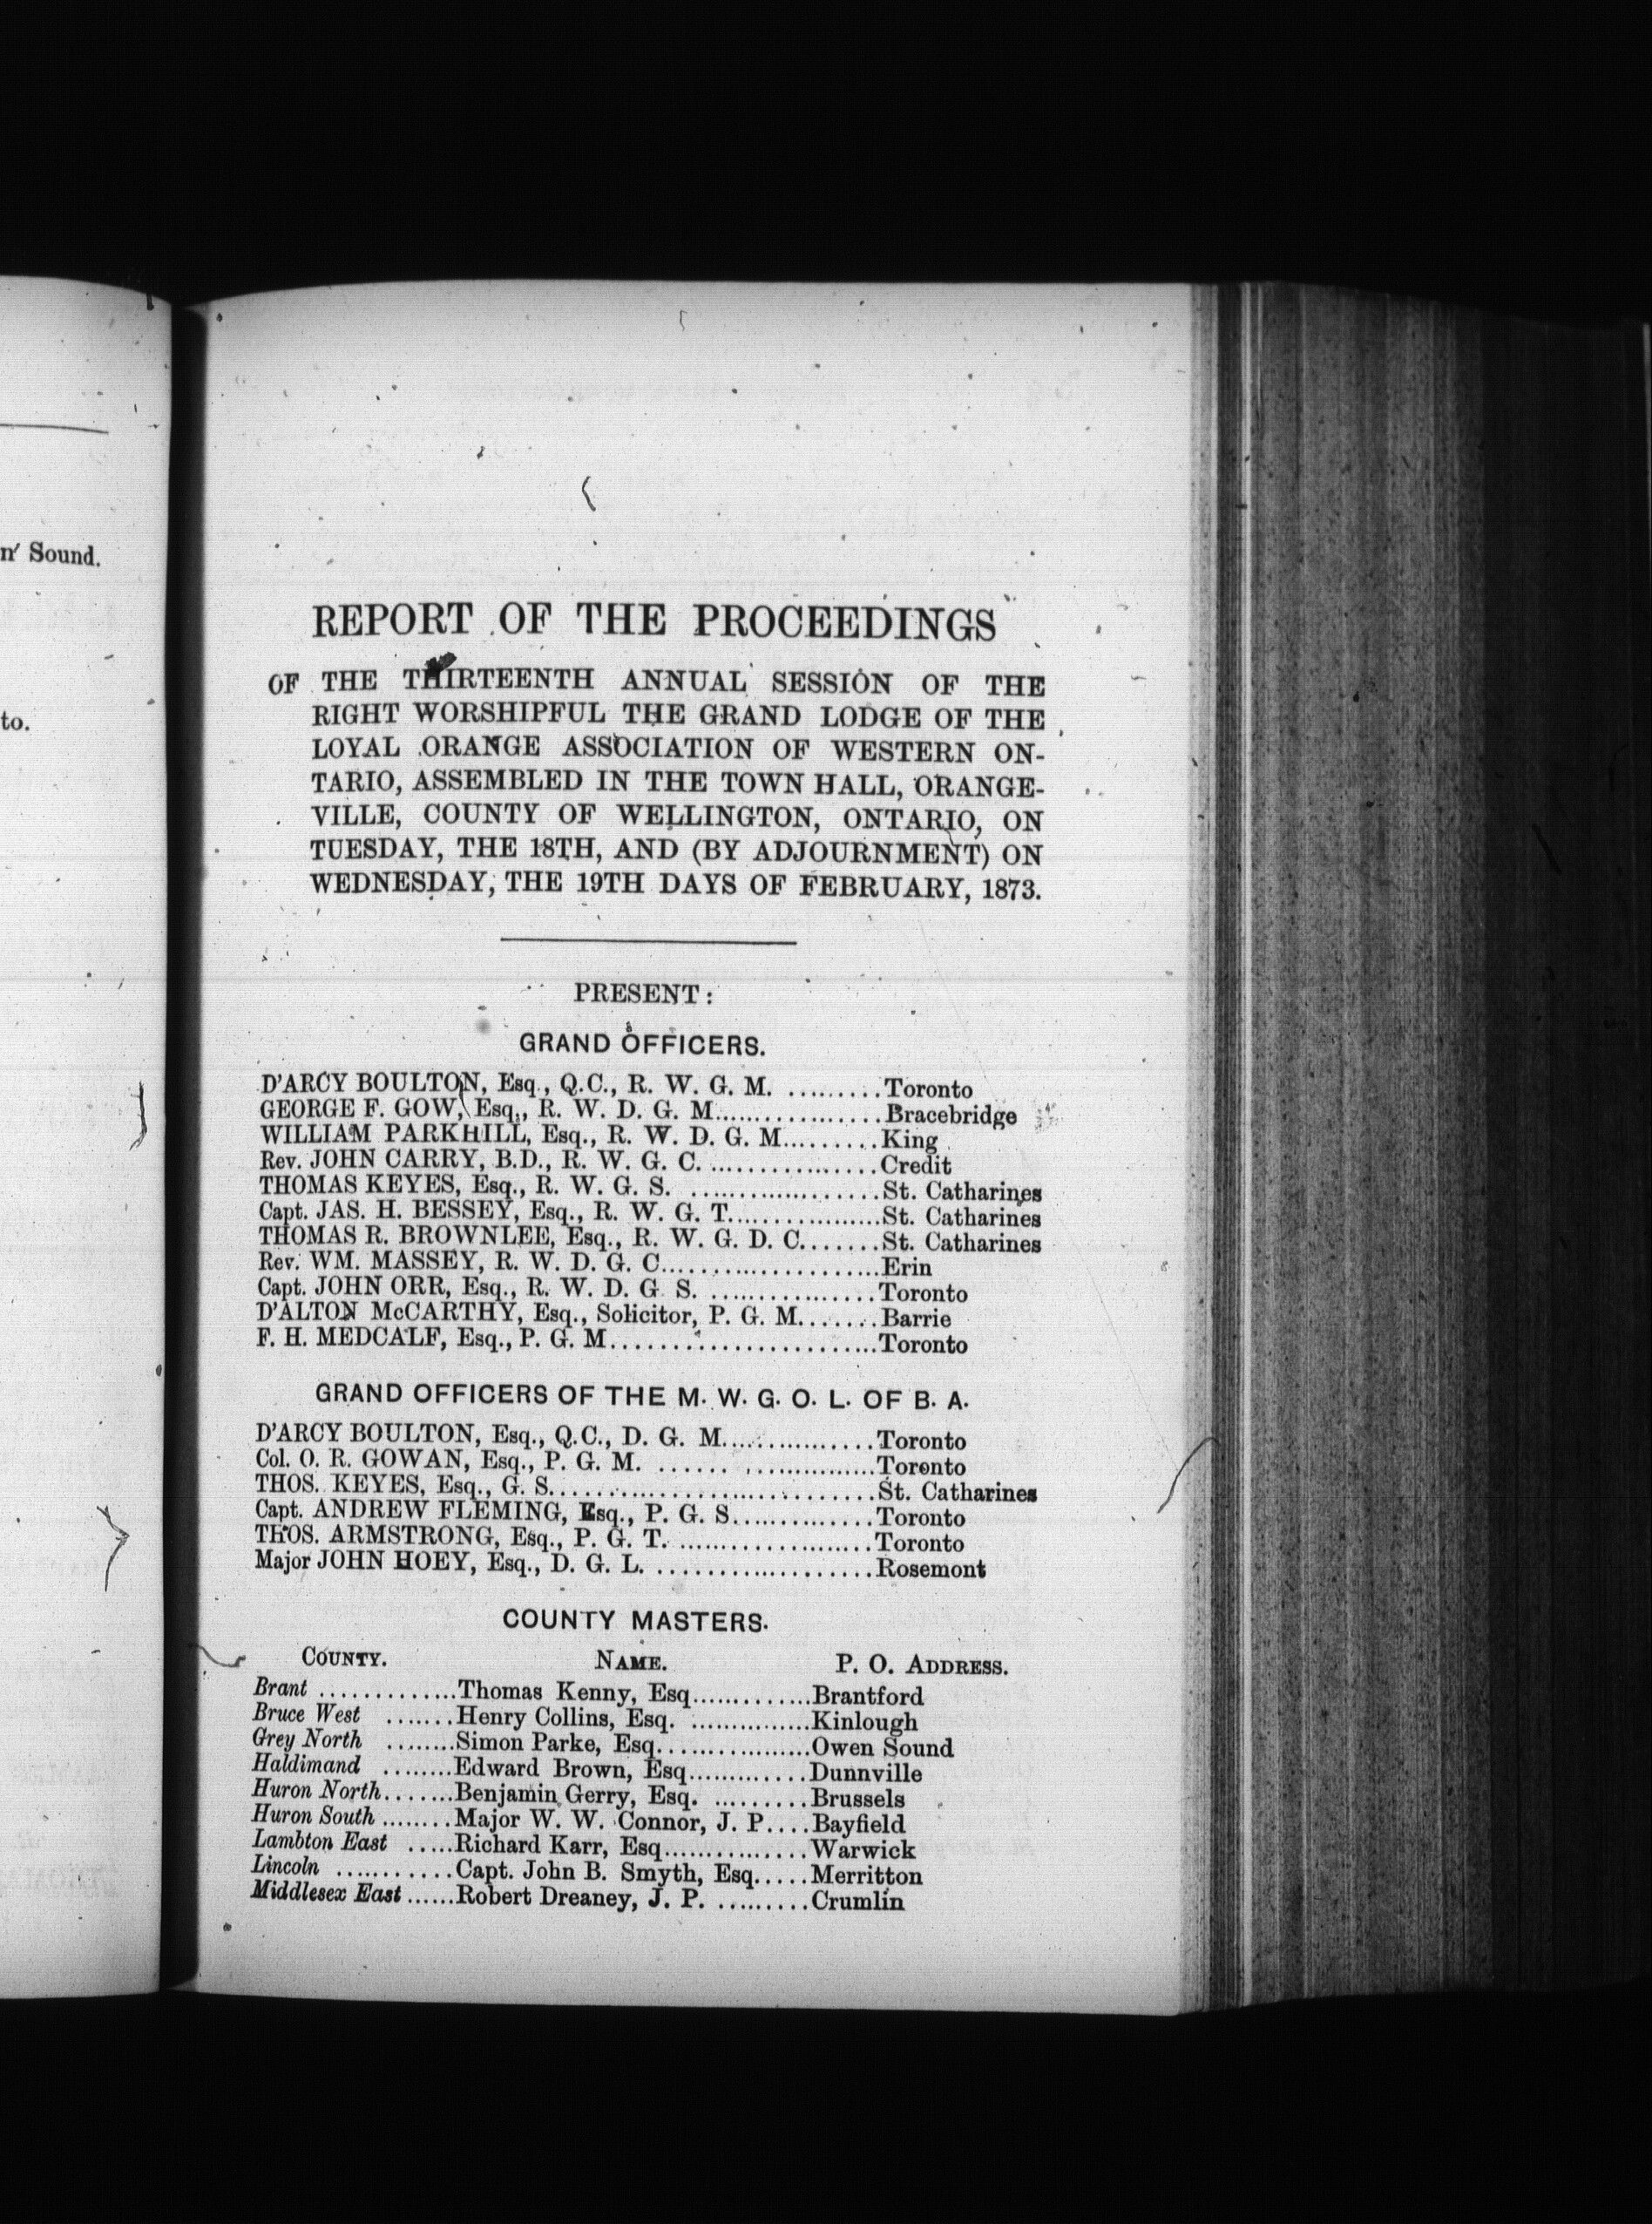 n' Sound.
to.
REPORT OF THE PROCEEDINGS
OF THE THIRTEENTH ANNUAL SESSION OF THE
RIGHT WORSHIPFUL THE GRAND LODGE OF THE
LOYAL ORANGE ASSOCIATION OF WESTERN ON-
TARIO, ASSEMBLED IN THE TOWN HALL, ORANGE-
VILLE, COUNTY OF WELLINGTON, ONTARIO, ON
TUESDAY, THE 18TH, AND (BY ADJOURNMENT) ON
WEDNESDAY, THE 19TH DAYS OF FEBRUARY, 1873.
PRESENT:
GRAND OFFICERS.
D'ARCY BOULTON, Esq., Q.C., R. W. G. M. .........Toronto
GEORGE F. GOW, Esq., R. W. D. G. M................Bracebridge
WILLIAM PARKHILL, Esq., R. W. D. G. M.........King
Rev. JOHN CARRY, B.D., R. W. G. C. ................Credit
THOMAS KEYES, Esq., R. W. G. S. ..................St. Catharines
Capt. JAS. H. BESSEY, Esq., R. W. G. T.................St. Catharines
THOMAS R. BROWNLEE, Esq., R. W. G. D. C.......St. Catharines
Rev. WM. MASSEY, R. W. D. G. C.....................Erin
Capt. JOHN ORR, Esq., R. W. D. G. S. ................Toronto
D'ALTON McCARTHY, Esq., Solicitor, P. G. M.......Barrie
F. H. MEDCALF, Esq., P. G. M........................Toronto
GRAND OFFICERS OF THE M. W. G. O. L. OF B. A.
D'ARCY BOULTON, Esq., Q.C., D. G. M................Toronto
Col. O. R. GOWAN, Esq., P. G. M. ...... ...............Toronto
THOS. KEYES, Esq., G. S..............................St. Catharines
Capt. ANDREW FLEMING, Esq., P. G. S.............Toronto
THOS. ARMSTRONG, Esq., P. G. T. ...................Toronto
Major JOHN HOEY, Esq., D. G. L. ....................Rosemont
COUNTY MASTERS.
COUNTY. NAME. P. O. ADDRESS.
Brant .............Thomas Kenny, Esq.............Brantford
Bruce West .......Henry Collins, Esq. ...............Kinlough
Grey North ........Simon Parke, Esq.................Owen Sound
Haldimand ........Edward Brown, Esq.............Dunnville
Huron North.......Benjamin Gerry, Esq. .........Brussels
Huron South .......Major W. W. Connor, J. P....Bayfield
Lambton East .....Richard Karr, Esq...............Warwick
Lincoln ...........Capt. John B. Smyth, Esq.....Merritton
Middlesex East ......Robert Dreaney, J. P. .........Crumlin